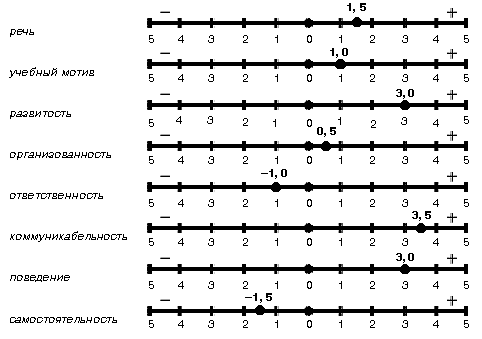 1, 5
− +
речь
5 4 3 2 1 0 1 2 3 4 5
1, 0
− +
учебный мотив
5 4 3 2 1 0 1 2 3 4 5
3, 0
− +
развитость
5 4 3 2 1 0 1 2 3 4 5
0, 5
− +
организованность
5 4 3 2 1 0 1 2 3 4 5
−1, 0
− +
ответственность
5 4 3 2 1 0 1 2 3 4 5
3, 5
− +
коммуникабельность
5 4 3 2 1 0 1 2 3 4 5
3, 0
− +
поведение
5 4 3 2 1 0 1 2 3 4 5
−1, 5
− +
самостоятельность
5 4 3 2 1 0 1 2 3 4 5